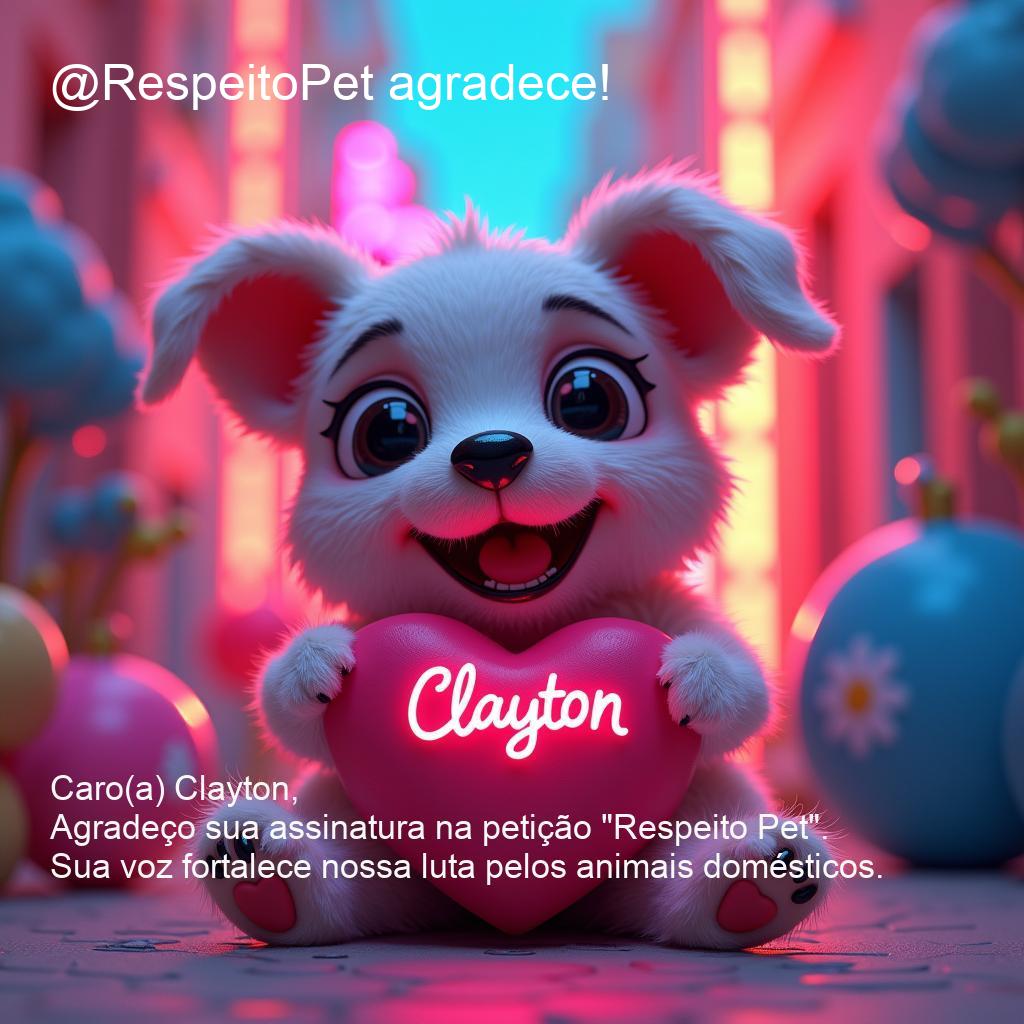 @RespeitoPet agradece!
Clayton
Caro(a) Clayton,
Agradeço sua assinatura na petição "Respeito Pet".
Sua voz fortalece nossa luta pelos animais domésticos.